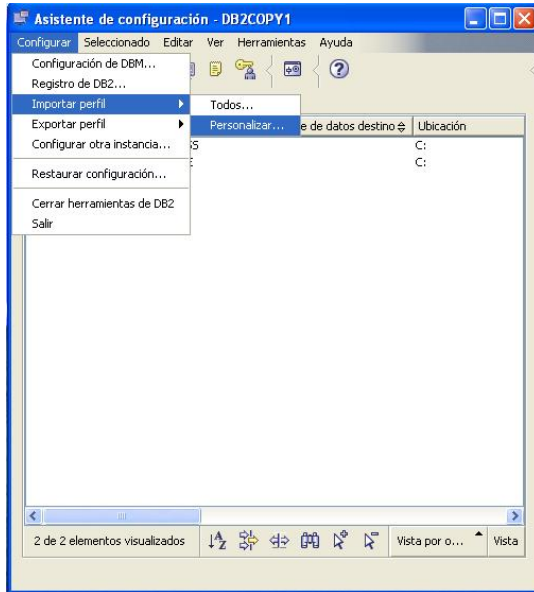 Asistente de configuración - DB2COPY1
Configurar Seleccionado Editar Ver Herramientas Ayuda
Configuración de DBM...
Registro de DB2...
Importar perfil
Todos...
Exportar perfil
Personalizar...
e de datos destino Ubicación
Configurar otra instancia...
SS C:
C:
Restaurar configuración...
Cerrar herramientas de DB2
Salir
2 de 2 elementos visualizados
Vista por o... Vista